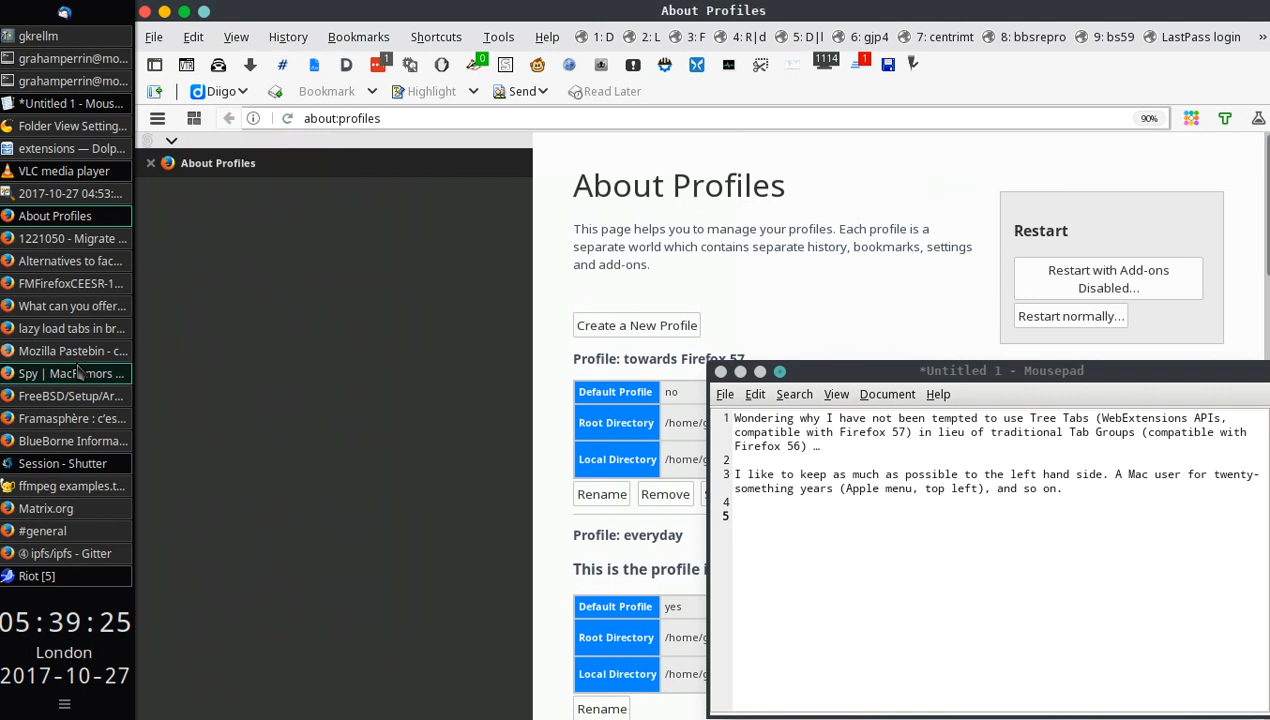 gkrellm
grahamperrin@mo...
grahamperrin@mo...
*Untitled 1 - Mous...
Folder View Setting...
extensions — Dolp...
VLC media player
2017-10-27 04:53:...
About Profiles
1221050 - Migrate ...
Alternatives to fac...
FMFirefoxCEESR-1...
What can you offer...
lazy load tabs in br...
Mozilla Pastebin - c...
Spy | MacRumors ...
FreeBSD/Setup/Ar...
Framasphère : c'es...
BlueBorne Informa...
Session - Shutter
ffmpeg examples.t...
Matrix.org
#general
④ ipfs/ipfs - Gitter
Riot [5]
05:39:25
London
2017-10-27
About Profiles
File Edit View History Bookmarks Shortcuts Tools Help 1: D 2: L 3: F 4: R|d 5: D|l 6: gjp4 7: centrimt 8: bbsrepro 9: bs59 LastPass login »
1 0 1114 1
Diigo Bookmark Highlight Send Read Later
about:profiles 90%
About Profiles
About Profiles
This page helps you to manage your profiles. Each profile is a
separate world which contains separate history, bookmarks, settings
and add-ons.
Restart
Restart with Add-ons
Disabled…
Restart normally…
Create a New Profile
Profile: towards Firefox 57
Default Profile no
Root Directory /home/g
Local Directory /home/g
Rename Remove
Profile: everyday
This is the profile i
Default Profile yes
Root Directory /home/g
Local Directory /home/g
Rename
*Untitled 1 - Mousepad
File Edit Search View Document Help
1 Wondering why I have not been tempted to use Tree Tabs (WebExtensions APIs,
compatible with Firefox 57) in lieu of traditional Tab Groups (compatible with
Firefox 56) …
2
3 I like to keep as much as possible to the left hand side. A Mac user for twenty-
something years (Apple menu, top left), and so on.
4
5